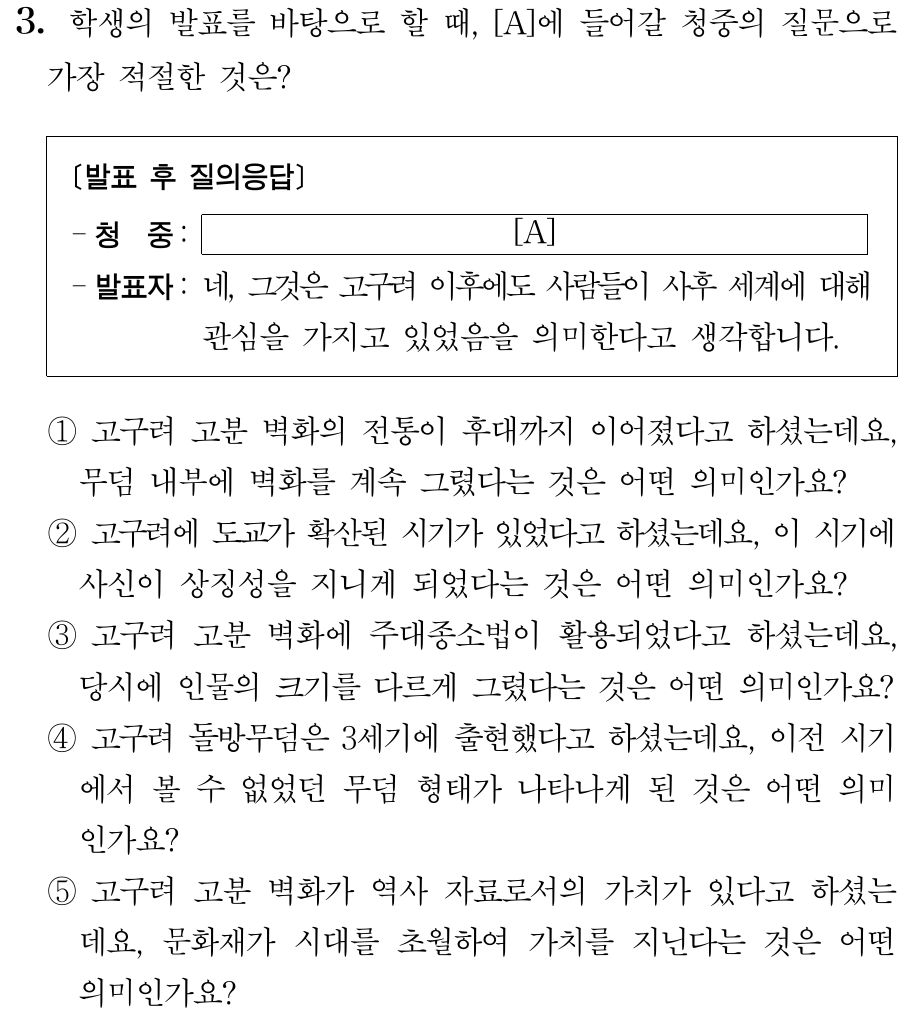 3. 학생의 발표를 바탕으로 할 때, [A]에 들어갈 청중의 질문으로
가장 적절한 것은?
〔발표 후 질의응답〕
- 청 중 : [A]
- 발표자 : 네, 그것은 고구려 이후에도 사람들이 사후 세계에 대해
관심을 가지고 있었음을 의미한다고 생각합니다.
① 고구려 고분 벽화의 전통이 후대까지 이어졌다고 하셨는데요,
무덤 내부에 벽화를 계속 그렸다는 것은 어떤 의미인가요?
② 고구려에 도교가 확산된 시기가 있었다고 하셨는데요, 이 시기에
사신이 상징성을 지니게 되었다는 것은 어떤 의미인가요?
③ 고구려 고분 벽화에 주대종소법이 활용되었다고 하셨는데요,
당시에 인물의 크기를 다르게 그렸다는 것은 어떤 의미인가요?
④ 고구려 돌방무덤은 3세기에 출현했다고 하셨는데요, 이전 시기
에서 볼 수 없었던 무덤 형태가 나타나게 된 것은 어떤 의미
인가요?
⑤ 고구려 고분 벽화가 역사 자료로서의 가치가 있다고 하셨는
데요, 문화재가 시대를 초월하여 가치를 지닌다는 것은 어떤
의미인가요?